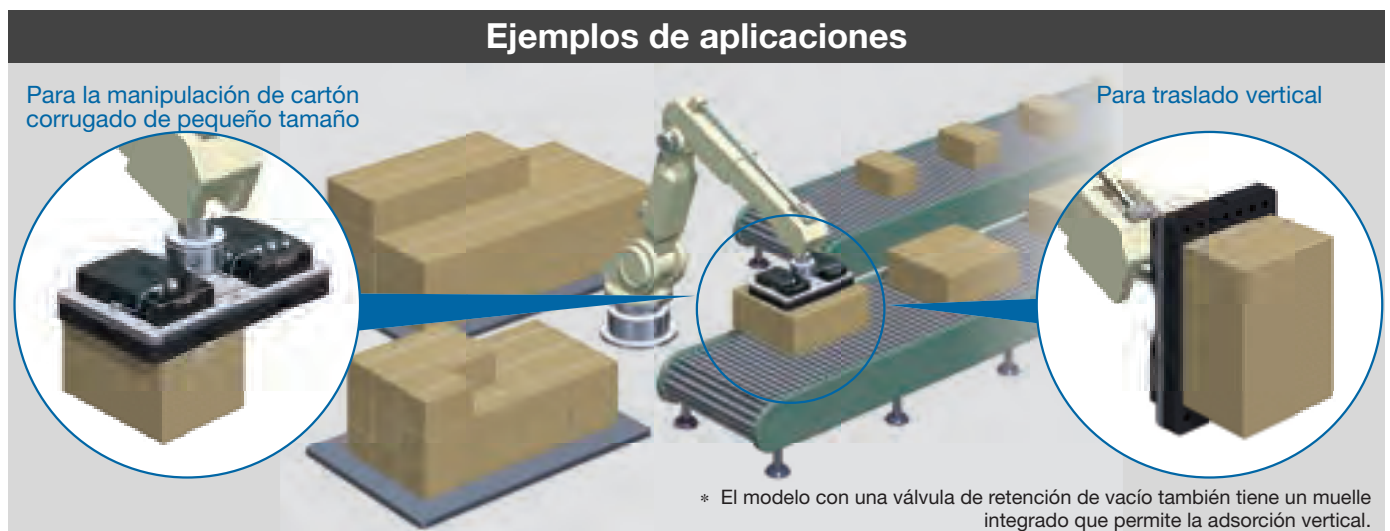 Ejemplos de aplicaciones
Para la manipulación de cartón
corrugado de pequeño tamaño
Para traslado vertical
* El modelo con una válvula de retención de vacío también tiene un muelle
integrado que permite la adsorción vertical.